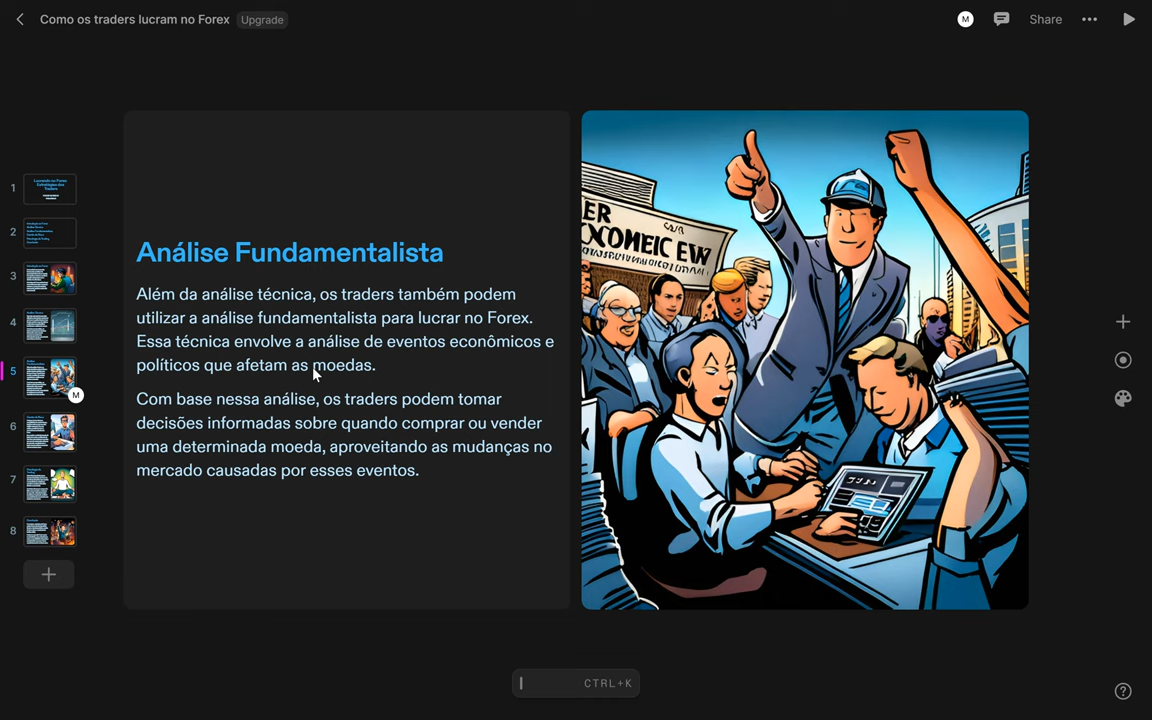 Como os traders lucram no Forex Upgrade
M
Share
1
2
3
4
5
M
6
7
8
Análise Fundamentalista
Além da análise técnica, os traders também podem
utilizar a análise fundamentalista para lucrar no Forex.
Essa técnica envolve a análise de eventos econômicos e
políticos que afetam as moedas.
Com base nessa análise, os traders podem tomar
decisões informadas sobre quando comprar ou vender
uma determinada moeda, aproveitando as mudanças no
mercado causadas por esses eventos.
ER
EW
CTRL+K